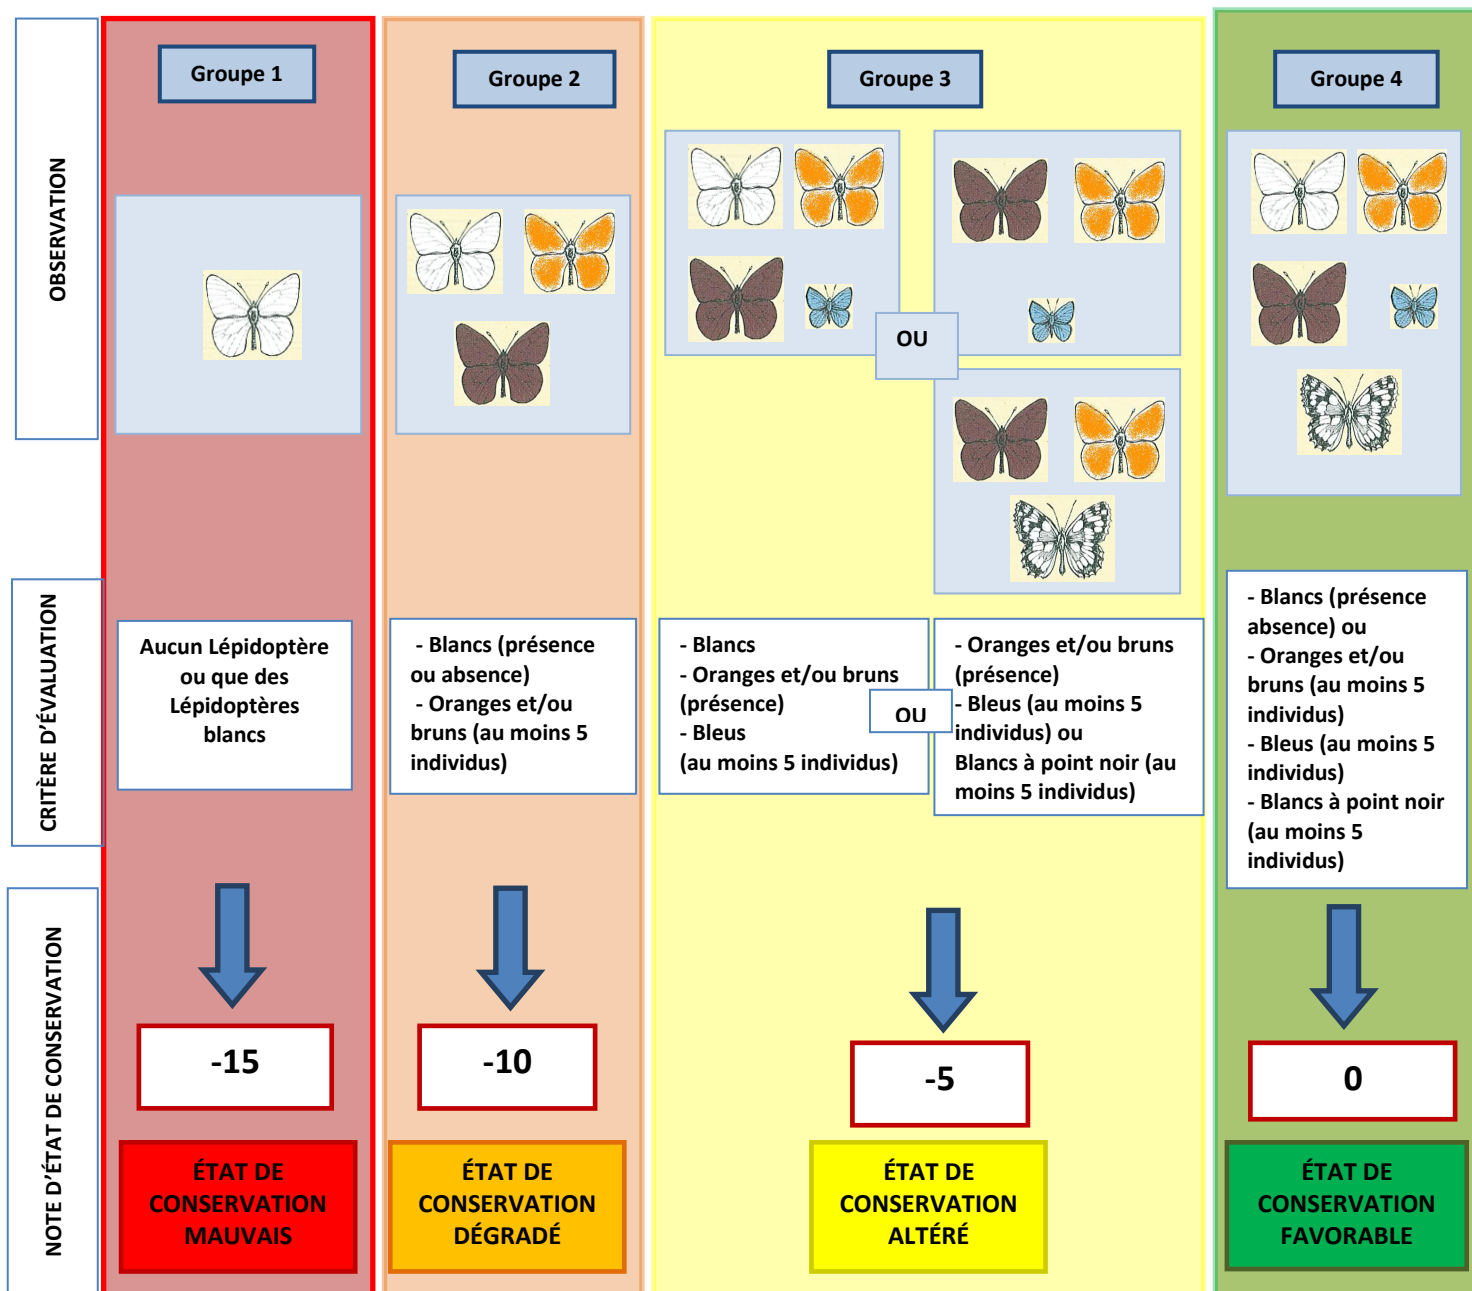 Groupe 1
Groupe 2
Groupe 3
Groupe 4
OBSERVATION
OU
CRITÈRE D'ÉVALUATION
Aucun Lépidoptère
ou que des
Lépidoptères
blancs
- Blancs (présence
ou absence)
- Oranges et/ou
bruns (au moins 5
individus)
- Blancs
- Oranges et/ou bruns
(présence)
- Bleus
(au moins 5 individus)
OU
- Oranges et/ou bruns
(présence)
- Bleus (au moins 5
individus) ou
Blancs à point noir (au
moins 5 individus)
- Blancs (présence
absence) ou
- Oranges et/ou
bruns (au moins 5
individus)
- Bleus (au moins 5
individus)
- Blancs à point noir
(au moins 5
individus)
NOTE D'ÉTAT DE CONSERVATION
-15
-10
-5
0
ÉTAT DE
CONSERVATION
MAUVAIS
ÉTAT DE
CONSERVATION
DÉGRADÉ
ÉTAT DE
CONSERVATION
ALTÉRÉ
ÉTAT DE
CONSERVATION
FAVORABLE